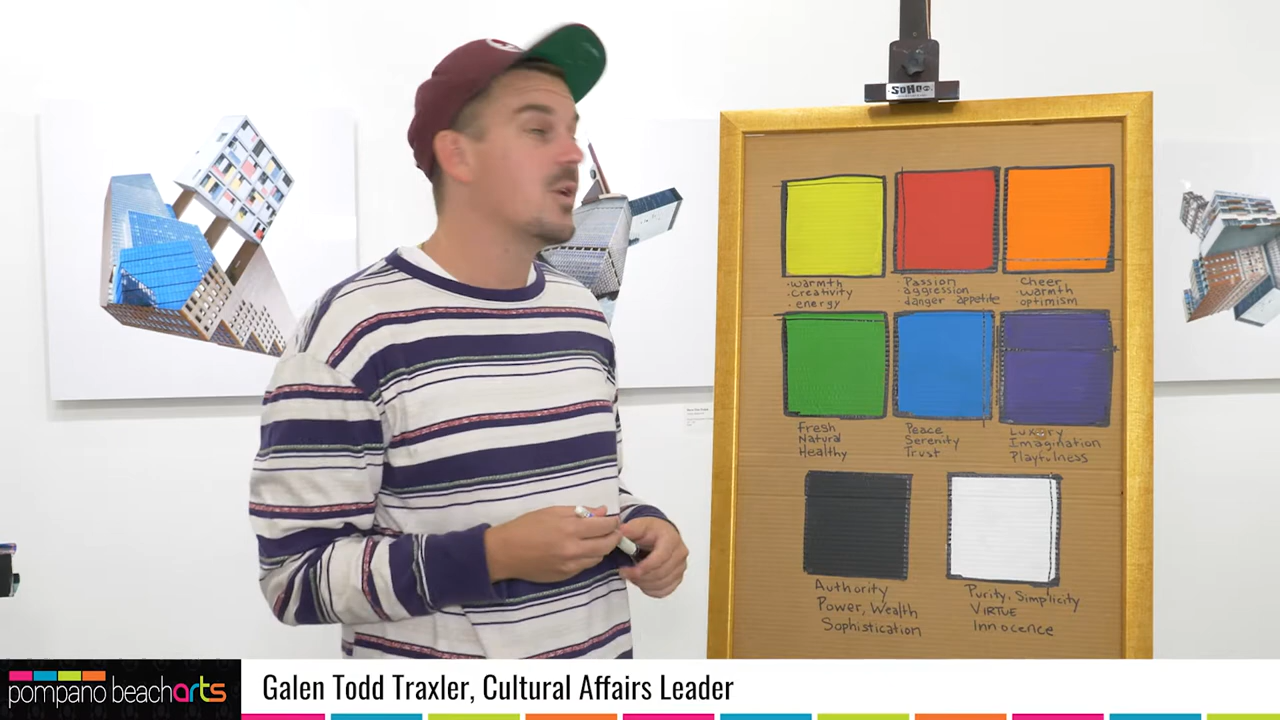 SoHo
warmth
creativity
energy
Passion
aggression
danger appetite
Cheer
warmth
optimism
Fresh
Natural
Healthy
Peace
Serenity
Trust
Luxury
Imagination
Playfulness
Authority
Power, Wealth
Sophistication
Purity, Simplicity
VIRTUE
Innocence
pompano beacharts
Galen Todd Traxler, Cultural Affairs Leader